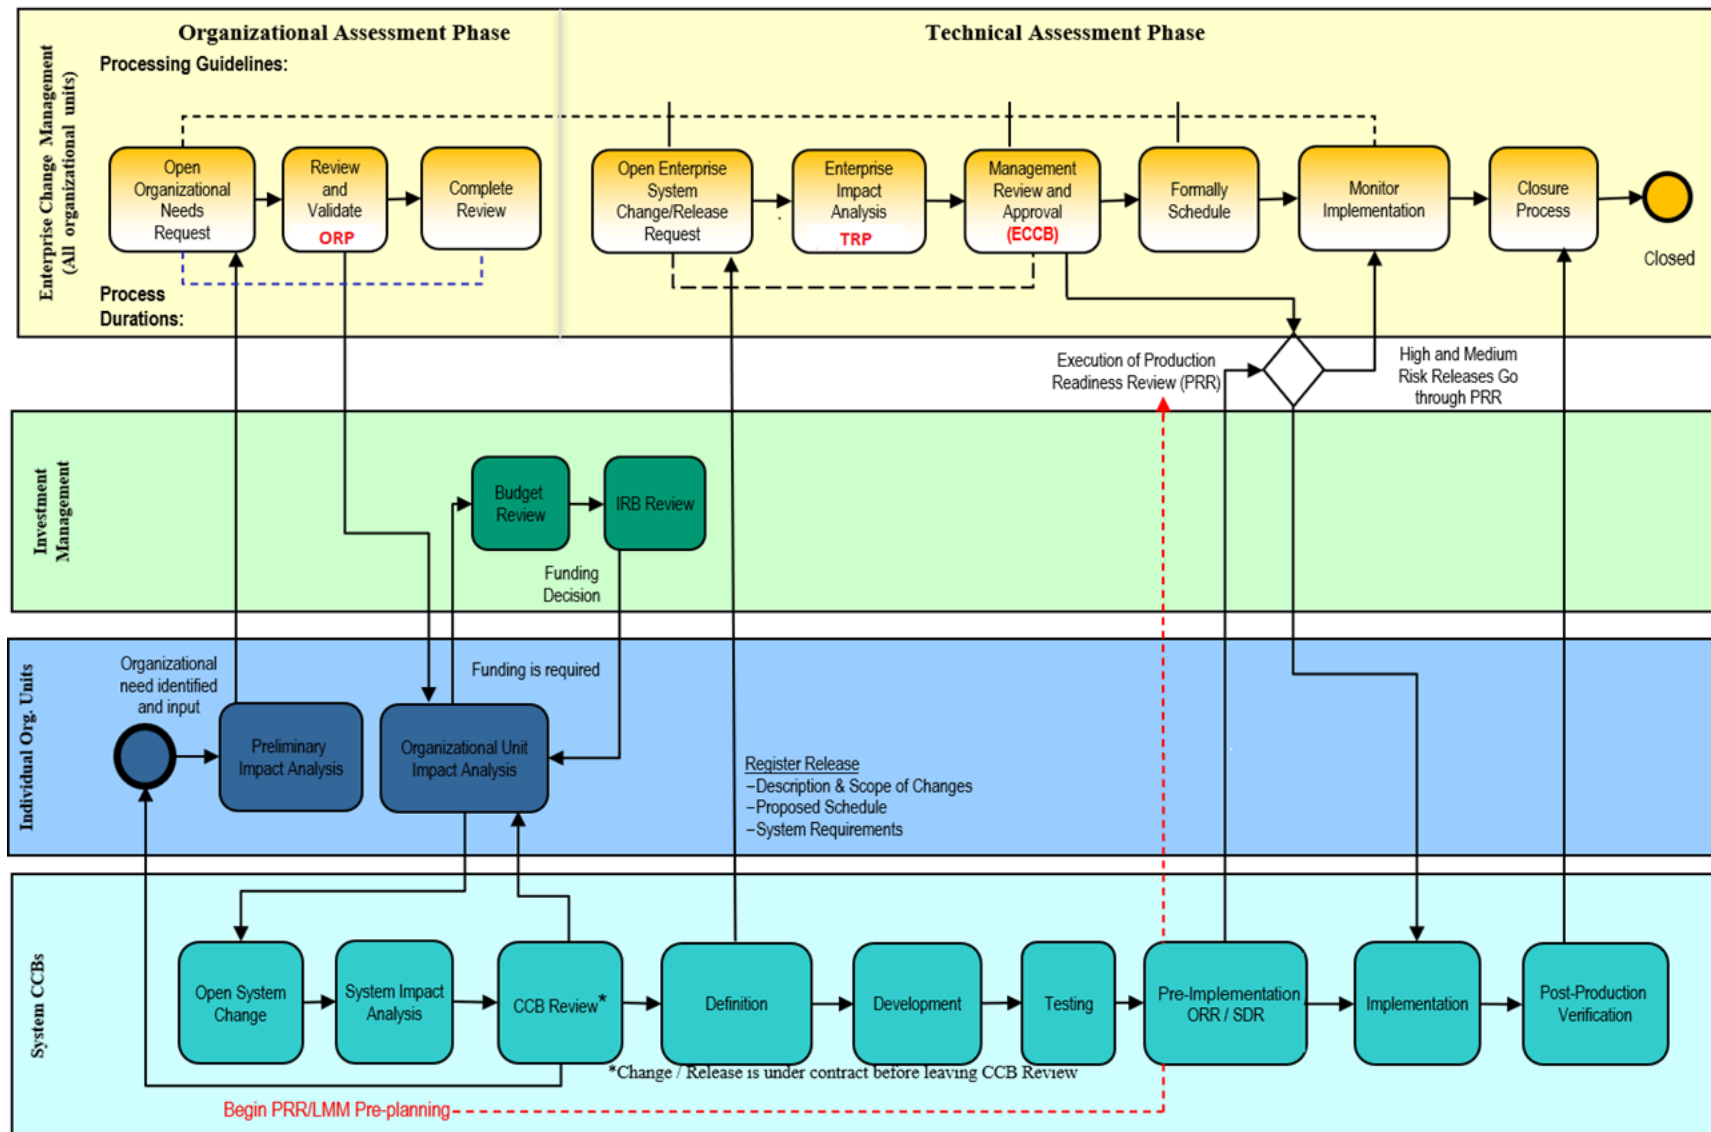 Organizational Assessment Phase
Technical Assessment Phase
Enterprise Change Management
(All organizational units)
Processing Guidelines:
Open
Organizational
Needs
Request
Review
and
Validate
ORP
Complete
Review
Open Enterprise
System
Change/Release
Request
Enterprise
Impact
Analysis
TRP
Management
Review and
Approval
(ECCB)
Formally
Schedule
Monitor
Implementation
Closure
Process
Closed
Process
Durations:
Execution of Production
Readiness Review (PRR)
High and Medium
Risk Releases Go
through PRR
Investment
Management
Budget
Review
IRB Review
Funding
Decision
Individual Org. Units
Organizational
need identified
and input
Funding is required
Preliminary
Impact Analysis
Organizational Unit
Impact Analysis
Register Release
–Description & Scope of Changes
–Proposed Schedule
–System Requirements
System CCBs
Open System
Change
System Impact
Analysis
CCB Review*
Definition
Development
Testing
Pre-Implementation
ORR / SDR
Implementation
Post-Production
Verification
*Change / Release is under contract before leaving CCB Review
Begin PRR/LMM Pre-planning